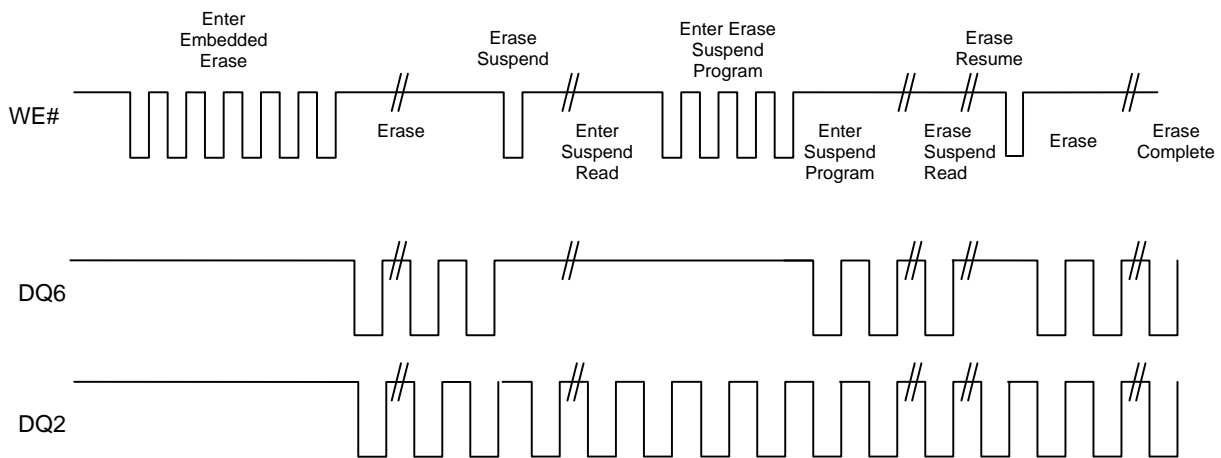 Enter
Embedded
Erase
Erase
Suspend
Enter Erase
Suspend
Program
Erase
Resume
WE#
Erase
Enter
Suspend
Read
Enter
Suspend
Program
Erase
Suspend
Read
Erase
Erase
Complete
DQ6
DQ2